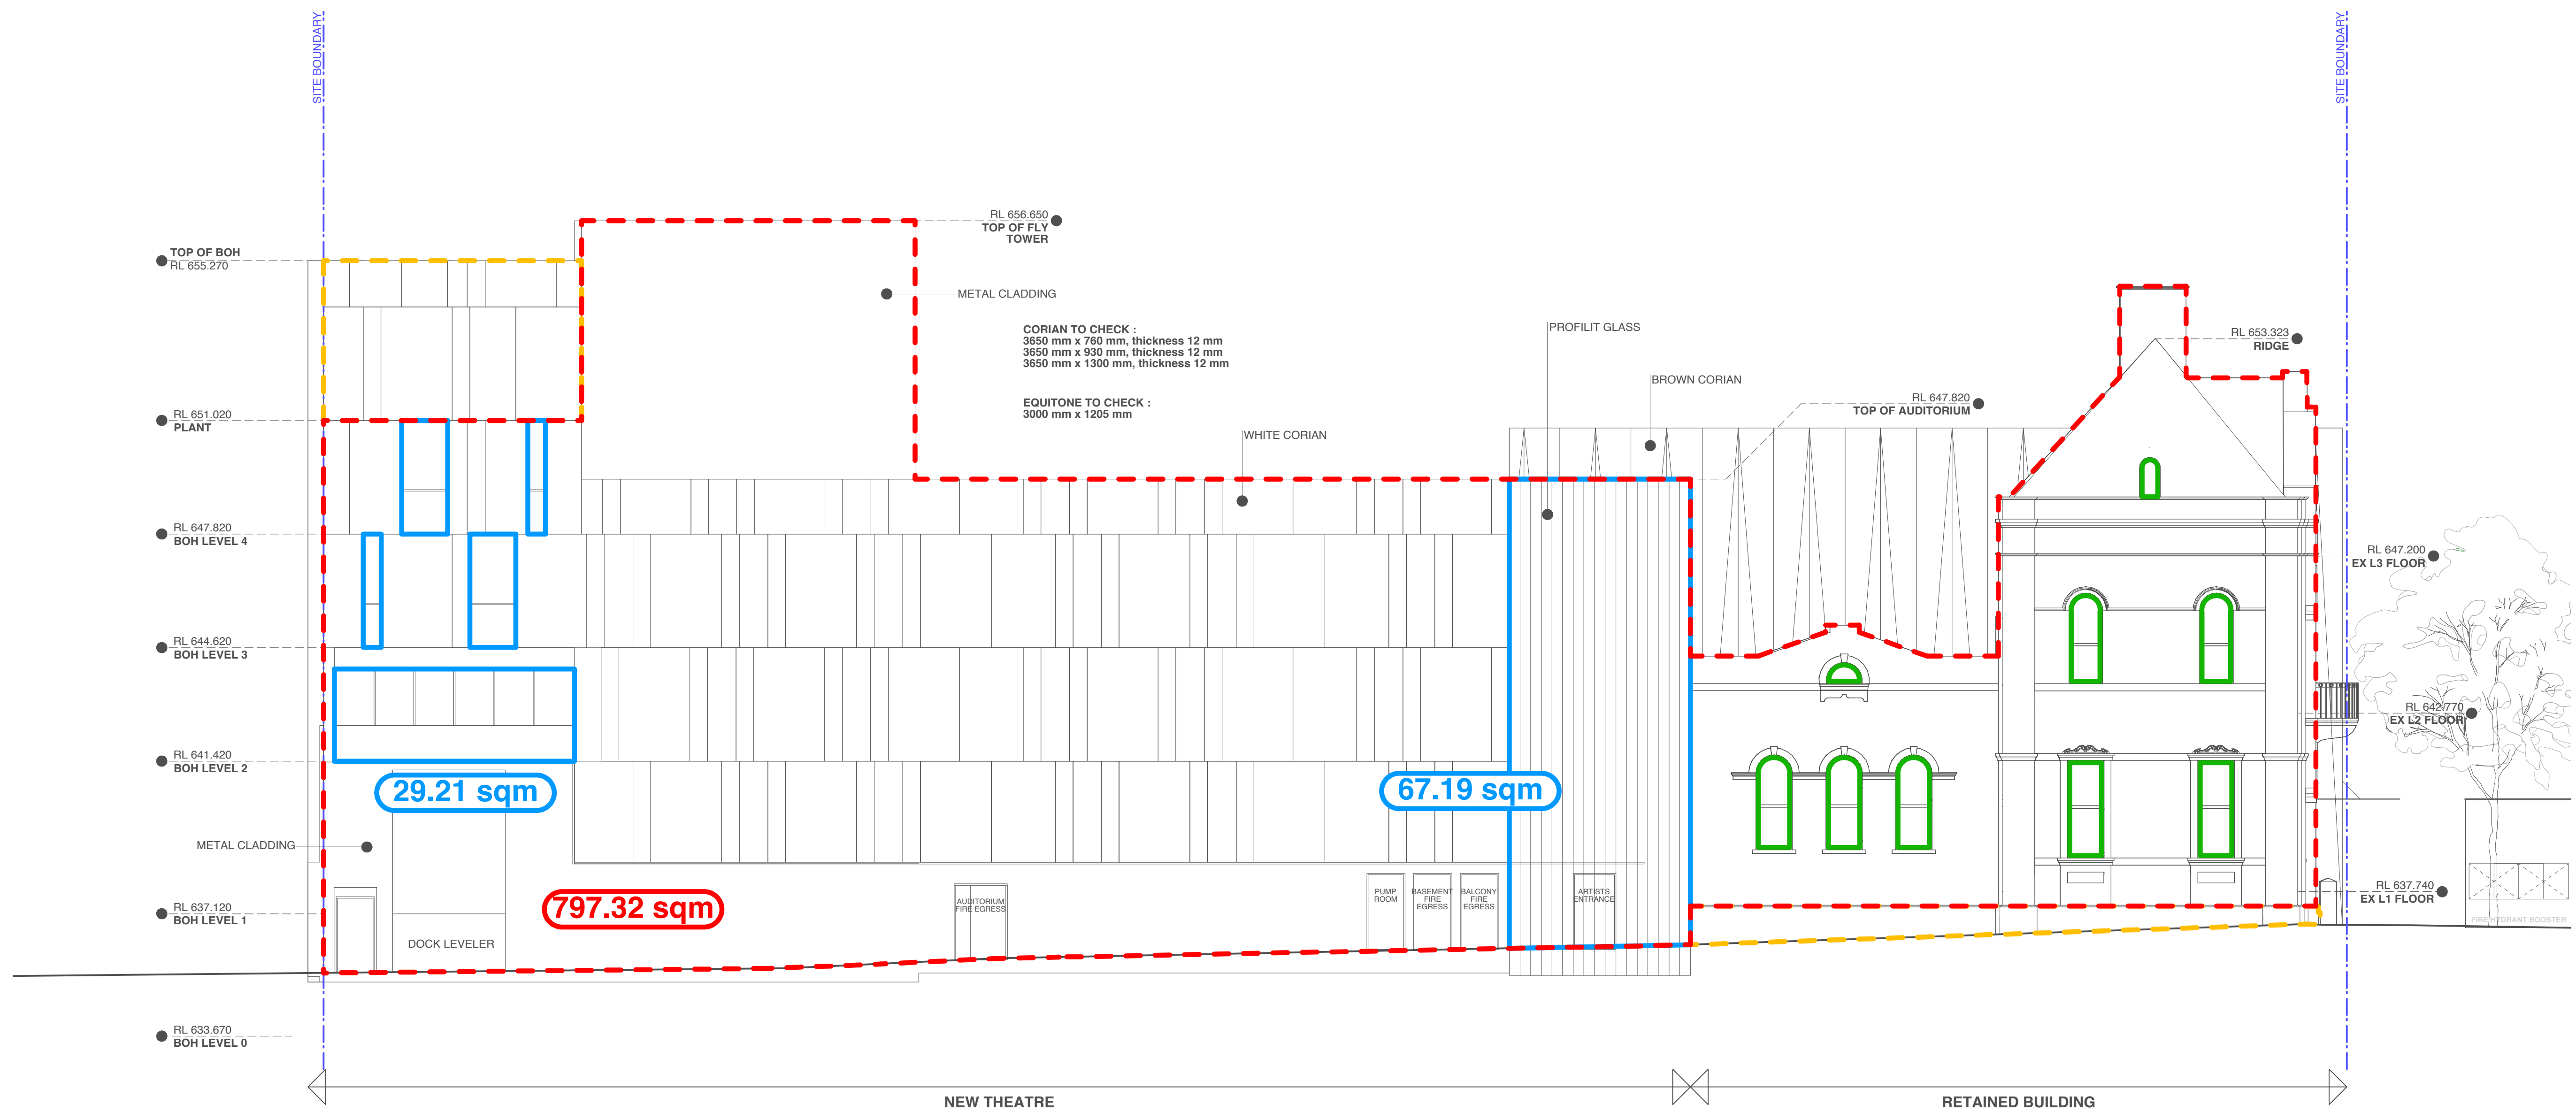 SITE BOUNDARY
SITE BOUNDARY
RL 656.650
TOP OF FLY
TOWER
TOP OF BOH
RL 655.270
METAL CLADDING
CORIAN TO CHECK :
3650 mm x 760 mm, thickness 12 mm
3650 mm x 930 mm, thickness 12 mm
3650 mm x 1300 mm, thickness 12 mm
EQUITONE TO CHECK :
3000 mm x 1205 mm
PROFILIT GLASS
RL 653.323
RIDGE
BROWN CORIAN
RL 647.820
TOP OF AUDITORIUM
RL 651.020
PLANT
WHITE CORIAN
RL 647.820
BOH LEVEL 4
RL 647.200
EX L3 FLOOR
RL 644.620
BOH LEVEL 3
RL 642.770
EX L2 FLOOR
RL 641.420
BOH LEVEL 2
29.21 sqm
67.19 sqm
METAL CLADDING
RL 637.740
EX L1 FLOOR
797.32 sqm
PUMP
ROOM
BASEMENT
FIRE
EGRESS
BALCONY
FIRE
EGRESS
ARTISTS
ENTRANCE
AUDITORIUM
FIRE EGRESS
RL 637.120
BOH LEVEL 1
FIRE HYDRANT BOOSTER
DOCK LEVELER
RL 633.670
BOH LEVEL 0
NEW THEATRE
RETAINED BUILDING